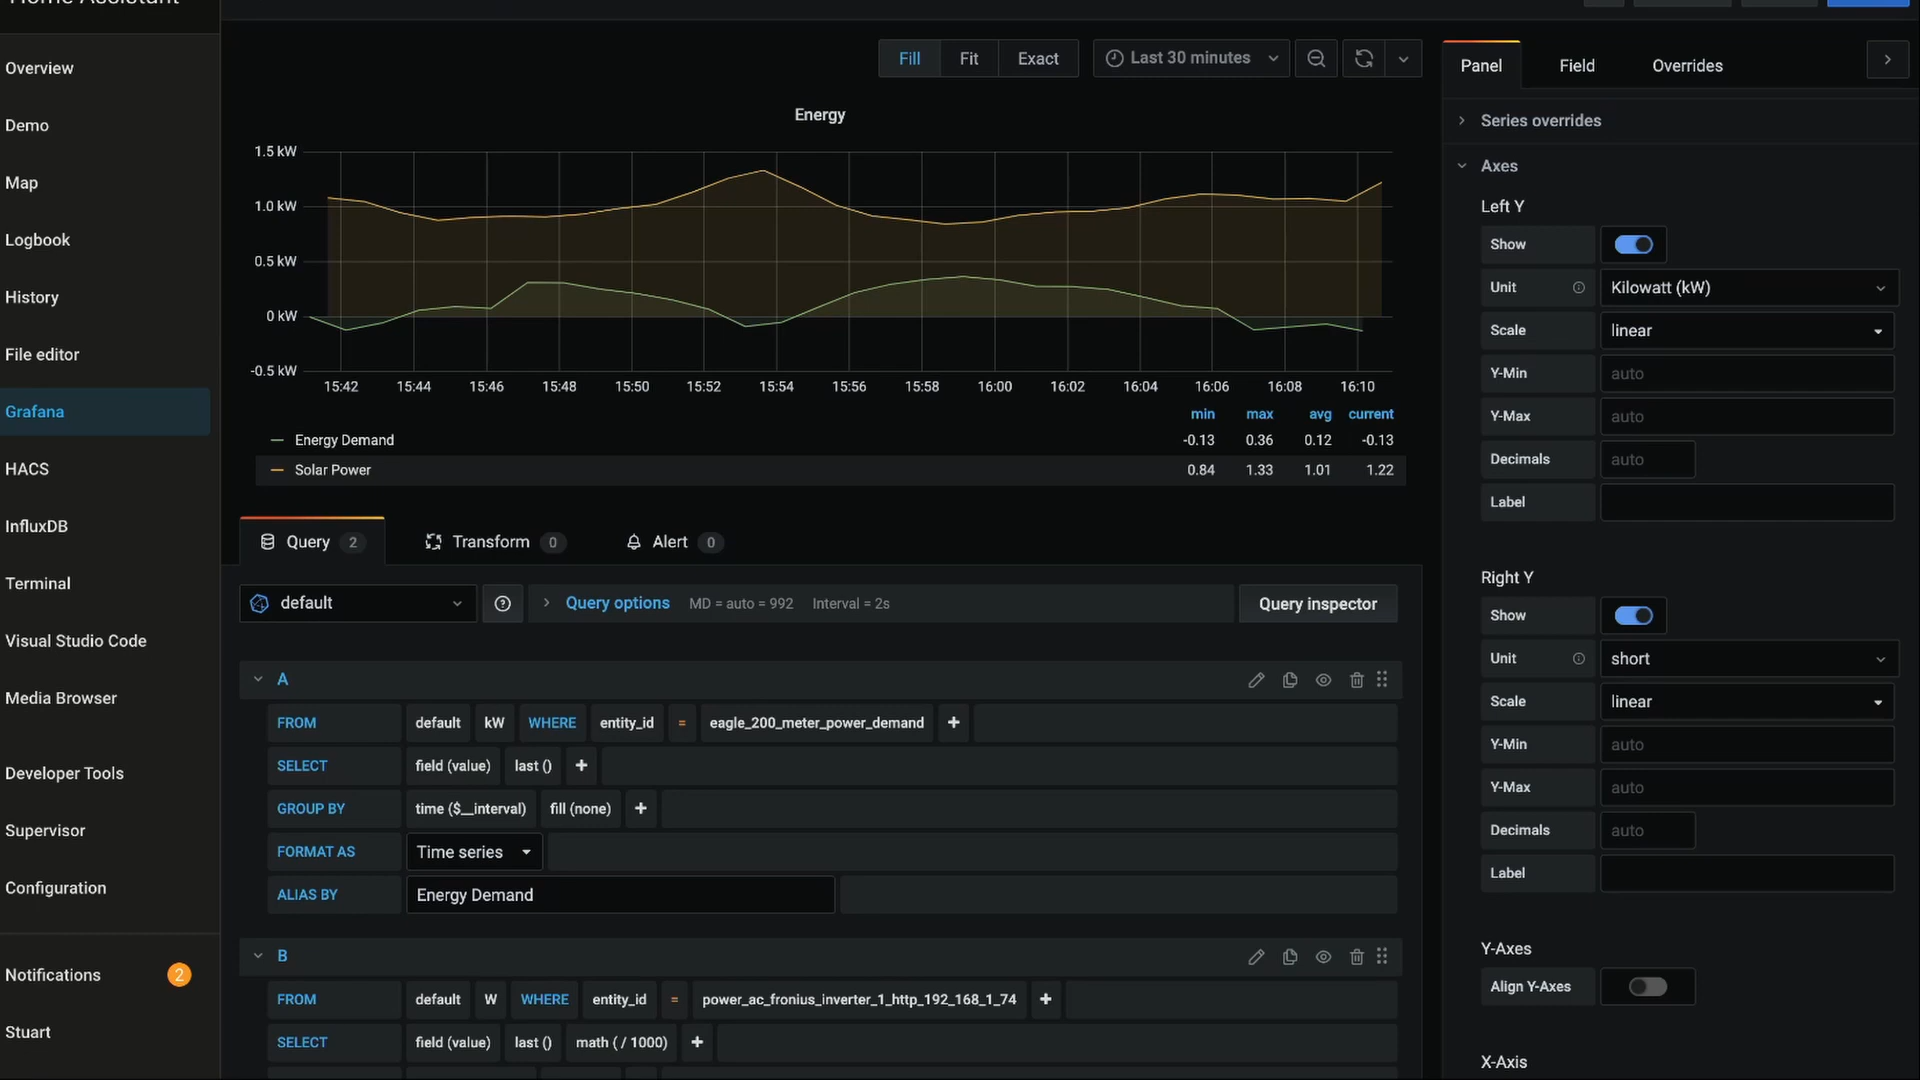 Home Assistant
Overview
Demo
Map
Logbook
History
File editor
Grafana
HACS
InfluxDB
Terminal
Visual Studio Code
Media Browser
Developer Tools
Supervisor
Configuration
Notifications 2
Stuart
Fill Fit Exact Last 30 minutes
Energy
1.5 kW
1.0 kW
0.5 kW
0 kW
-0.5 kW
15:42 15:44 15:46 15:48 15:50 15:52 15:54 15:56 15:58 16:00 16:02 16:04 16:06 16:08 16:10
min max avg current
Energy Demand -0.13 0.36 0.12 -0.13
Solar Power 0.84 1.33 1.01 1.22
Query 2 Transform 0 Alert 0
default Query options MD = auto = 992 Interval = 2s Query inspector
A
FROM default kW WHERE entity_id = eagle_200_meter_power_demand +
SELECT field (value) last () +
GROUP BY time ($__interval) fill (none) +
FORMAT AS Time series
ALIAS BY Energy Demand
B
FROM default W WHERE entity_id = power_ac_fronius_inverter_1_http_192_168_1_74 +
SELECT field (value) last () math ( / 1000) +
Panel Field Overrides
Series overrides
Axes
Left Y
Show
Unit Kilowatt (kW)
Scale linear
Y-Min auto
Y-Max auto
Decimals auto
Label
Right Y
Show
Unit short
Scale linear
Y-Min auto
Y-Max auto
Decimals auto
Label
Y-Axes
Align Y-Axes
X-Axis